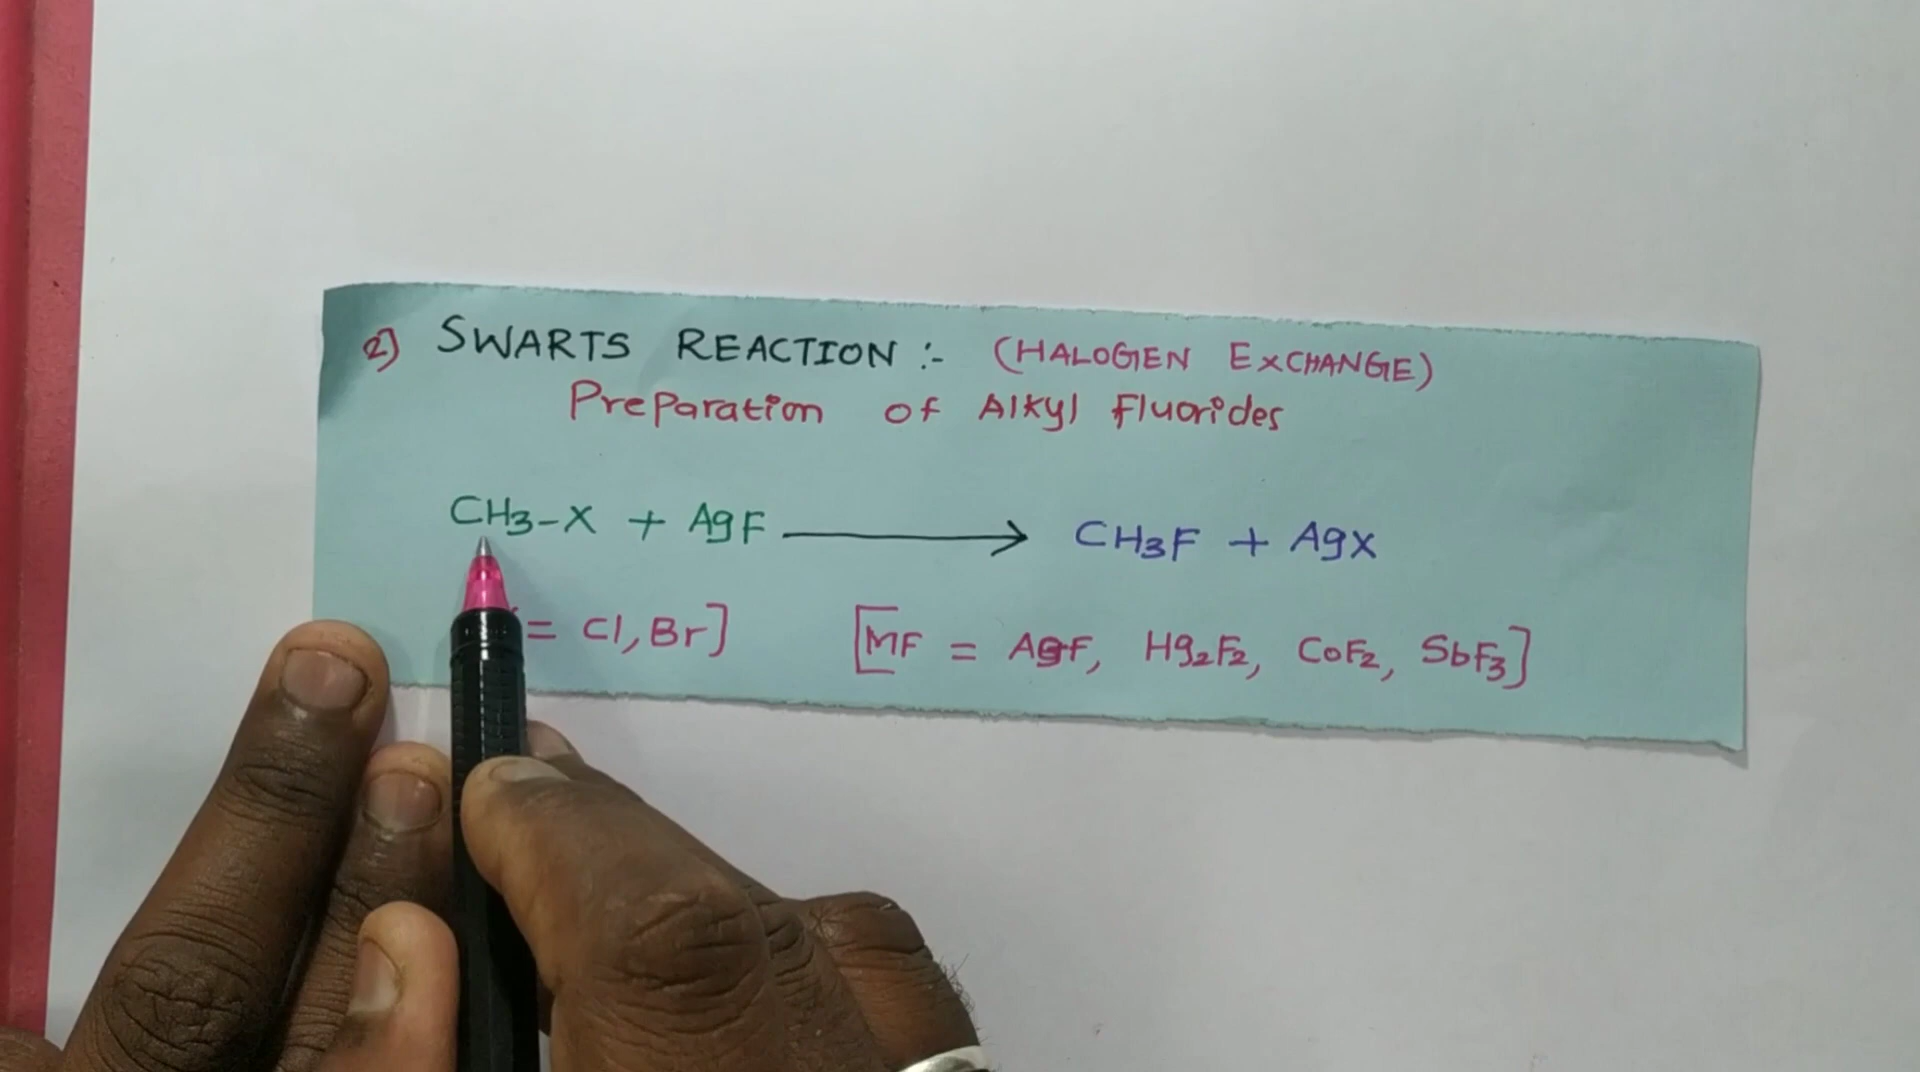 2) SWARTS REACTION :- (HALOGEN EXCHANGE)
Preparation of Alkyl Fluorides
CH3-X + AgF ⟶ CH3F + AgX
= Cl, Br] [MF = AgF, Hg2F2, CoF2, SbF3]